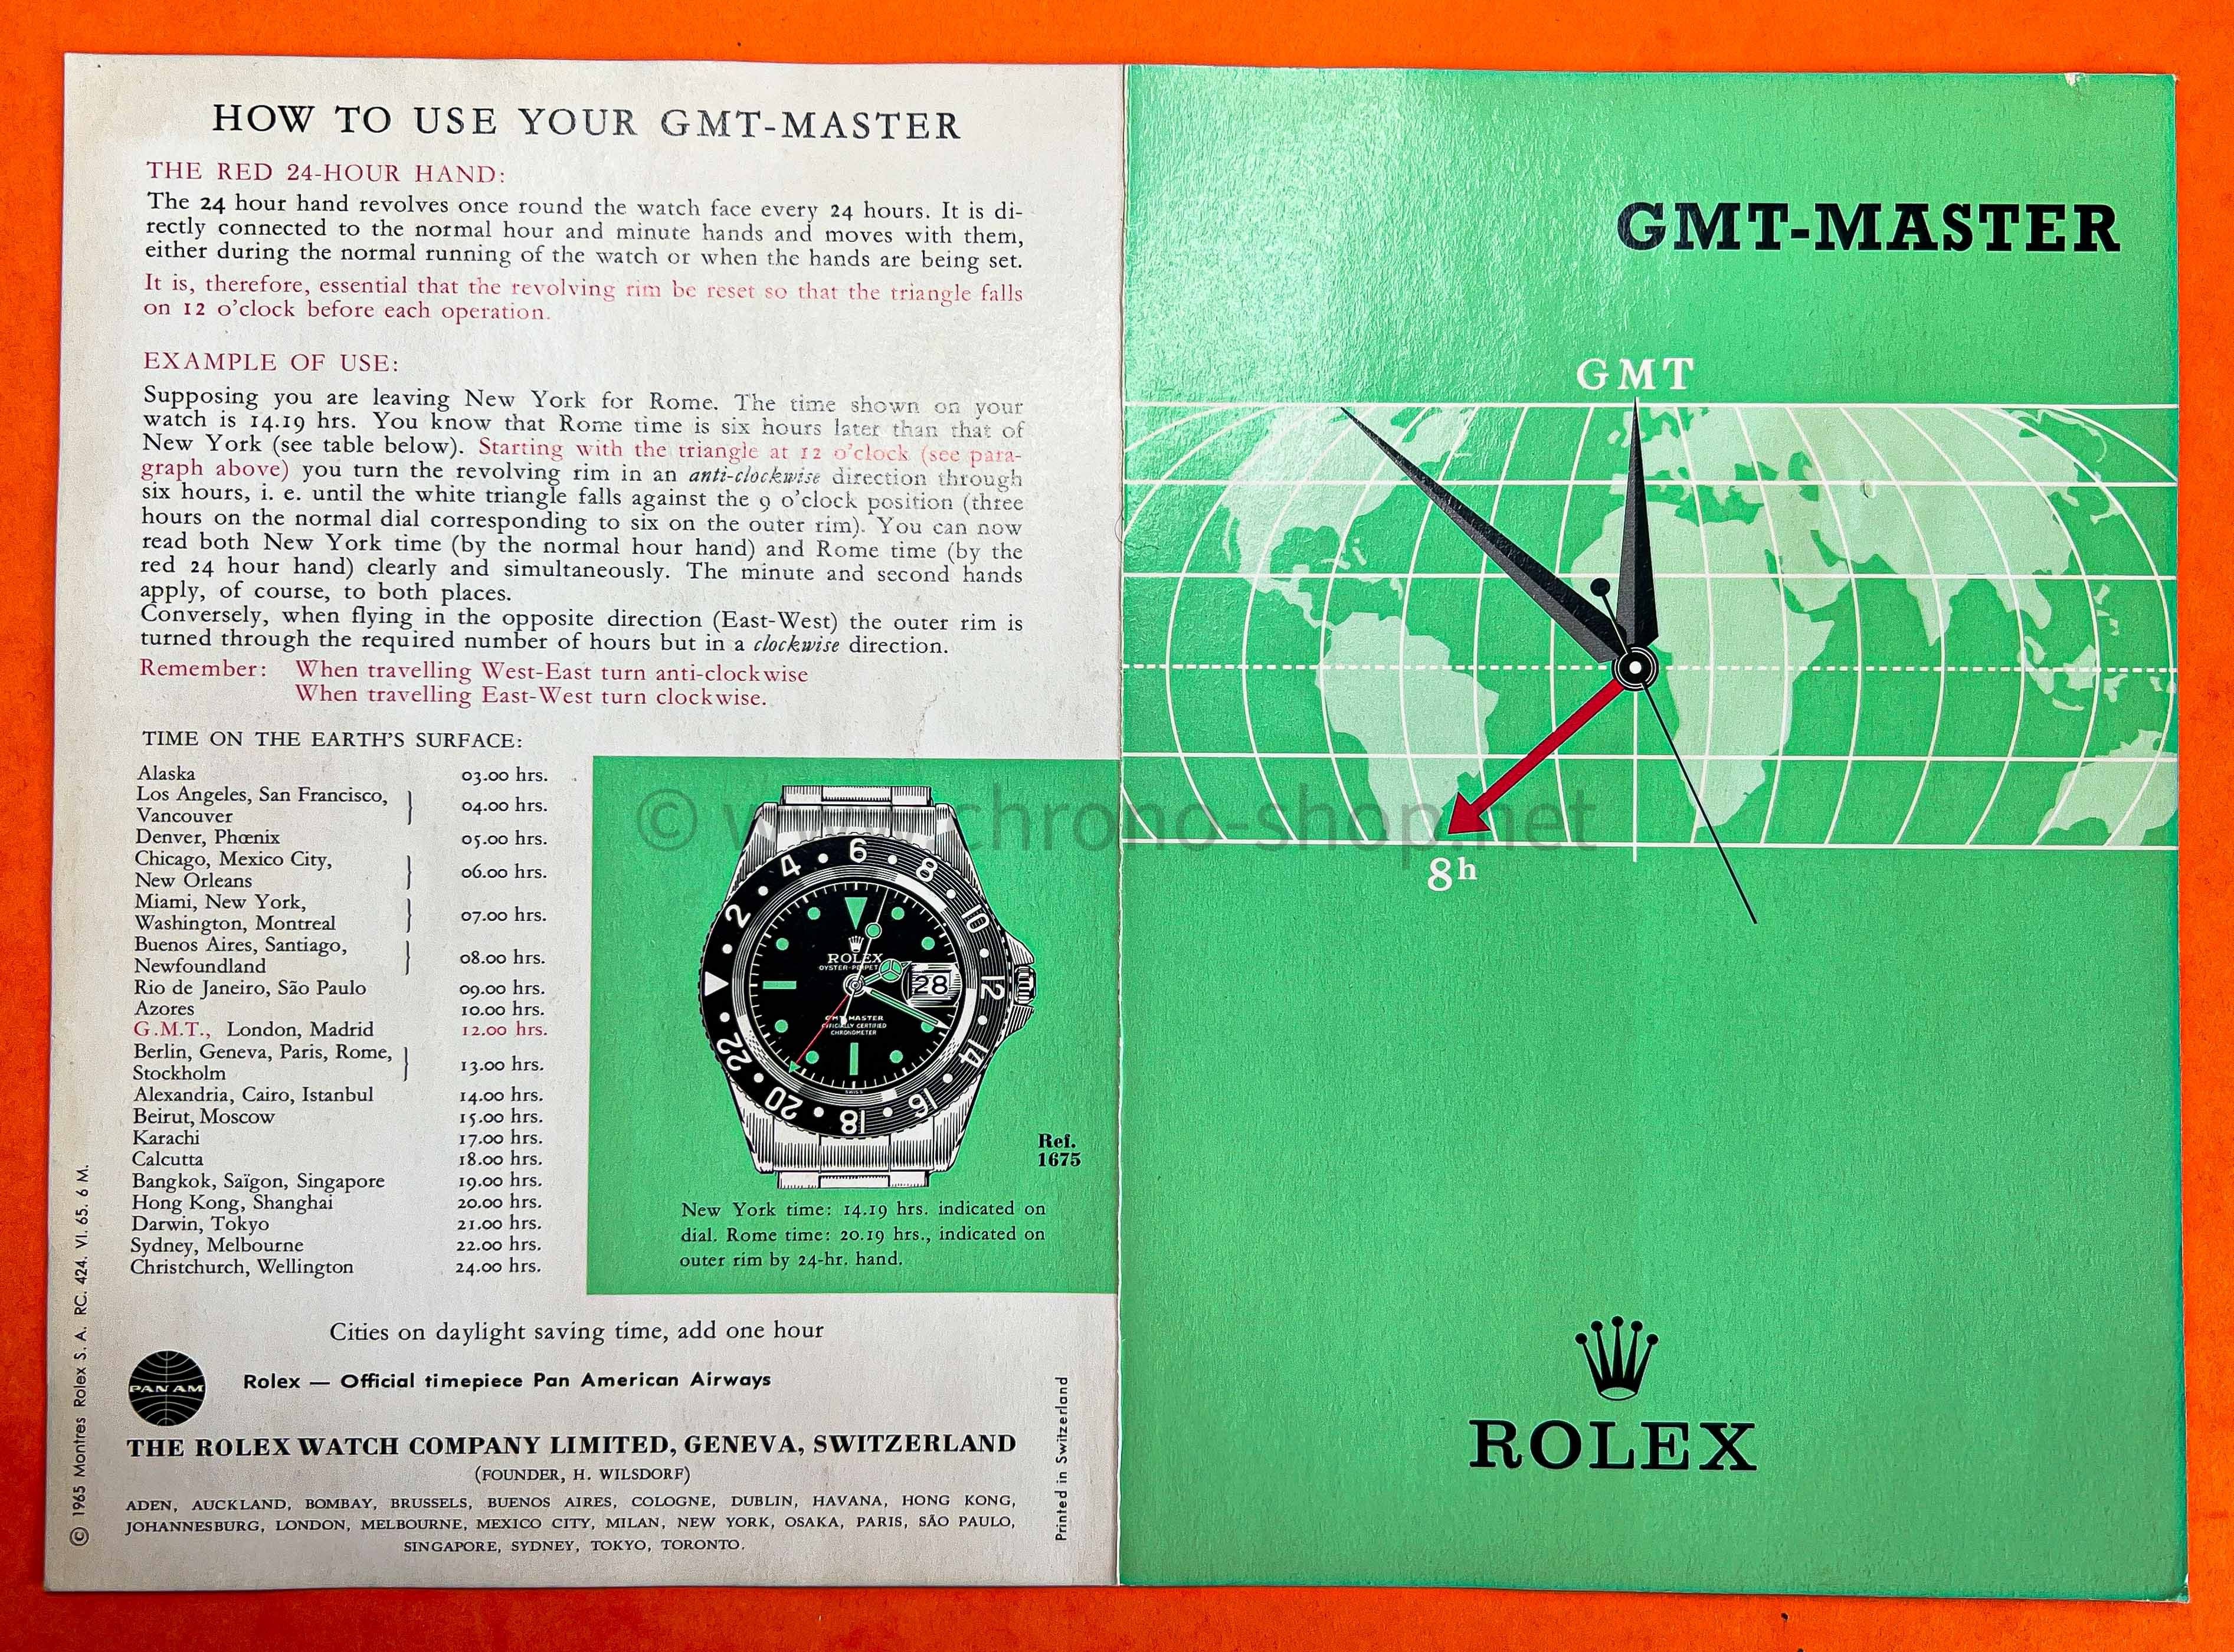 HOW TO USE YOUR GMT-MASTER
THE RED 24-HOUR HAND:
The 24 hour hand revolves once round the watch face every 24 hours. It is di-
rectly connected to the normal hour and minute hands and moves with them,
either during the normal running of the watch or when the hands are being set.
It is, therefore, essential that the revolving rim be reset so that the triangle falls
on 12 o'clock before each operation.
EXAMPLE OF USE:
Supposing you are leaving New York for Rome. The time shown on your
watch is 14.19 hrs. You know that Rome time is six hours later than that of
New York (see table below). Starting with the triangle at 12 o'clock (see para-
graph above) you turn the revolving rim in an anti-clockwise direction through
six hours, i. e. until the white triangle falls against the 9 o'clock position (three
hours on the normal dial corresponding to six on the outer rim). You can now
read both New York time (by the normal hour hand) and Rome time (by the
red 24 hour hand) clearly and simultaneously. The minute and second hands
apply, of course, to both places.
Conversely, when flying in the opposite direction (East-West) the outer rim is
turned through the required number of hours but in a clockwise direction.
Remember: When travelling West-East turn anti-clockwise
When travelling East-West turn clockwise.
TIME ON THE EARTH'S SURFACE:
Alaska 03.00 hrs.
Los Angeles, San Francisco,
Vancouver } 04.00 hrs.
Denver, Phœnix 05.00 hrs.
Chicago, Mexico City,
New Orleans } 06.00 hrs.
Miami, New York,
Washington, Montreal } 07.00 hrs.
Buenos Aires, Santiago,
Newfoundland } 08.00 hrs.
Rio de Janeiro, São Paulo 09.00 hrs.
Azores 10.00 hrs.
G.M.T., London, Madrid 12.00 hrs.
Berlin, Geneva, Paris, Rome,
Stockholm } 13.00 hrs.
Alexandria, Cairo, Istanbul 14.00 hrs.
Beirut, Moscow 15.00 hrs.
Karachi 17.00 hrs.
Calcutta 18.00 hrs.
Bangkok, Saïgon, Singapore 19.00 hrs.
Hong Kong, Shanghai 20.00 hrs.
Darwin, Tokyo 21.00 hrs.
Sydney, Melbourne 22.00 hrs.
Christchurch, Wellington 24.00 hrs.
2 4 6 8 10 12 14 16 18 20 22
ROLEX
OYSTER-PERPET
28
GMT-MASTER
OFFICIALLY CERTIFIED
CHRONOMETER
SWISS
Ref.
1675
New York time: 14.19 hrs. indicated on
dial. Rome time: 20.19 hrs., indicated on
outer rim by 24-hr. hand.
Cities on daylight saving time, add one hour
PAN AM
Rolex — Official timepiece Pan American Airways
THE ROLEX WATCH COMPANY LIMITED, GENEVA, SWITZERLAND
(FOUNDER, H. WILSDORF)
ADEN, AUCKLAND, BOMBAY, BRUSSELS, BUENOS AIRES, COLOGNE, DUBLIN, HAVANA, HONG KONG,
JOHANNESBURG, LONDON, MELBOURNE, MEXICO CITY, MILAN, NEW YORK, OSAKA, PARIS, SÃO PAULO,
SINGAPORE, SYDNEY, TOKYO, TORONTO.
© 1965 Montres Rolex S. A. RC. 424. VI. 65. 6 M.
Printed in Switzerland
GMT-MASTER
GMT
8h
ROLEX
© www.chrono-shop.net